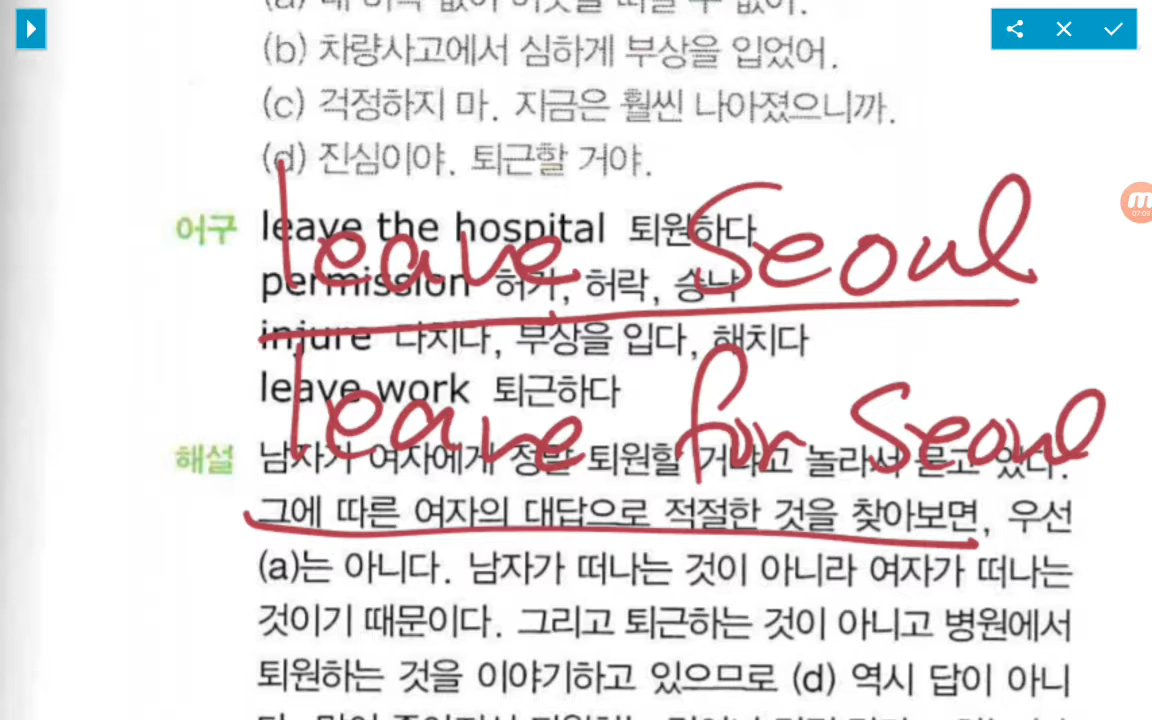 (b) 차량사고에서 심하게 부상을 입었어.
(c) 걱정하지 마. 지금은 훨씬 나아졌으니까.
(d) 진심이야. 퇴근할 거야.
어구 leave the hospital 퇴원하다
leave Seoul
permission 허가, 허락, 승낙
injure 다치다, 부상을 입다, 해치다
leave work 퇴근하다
leave for Seoul
해설 남자가 여자에게 정말 퇴원할 거냐고 놀라서 묻고 있다.
그에 따른 여자의 대답으로 적절한 것을 찾아보면, 우선
(a)는 아니다. 남자가 떠나는 것이 아니라 여자가 떠나는
것이기 때문이다. 그리고 퇴근하는 것이 아니고 병원에서
퇴원하는 것을 이야기하고 있으므로 (d) 역시 답이 아니
07:09